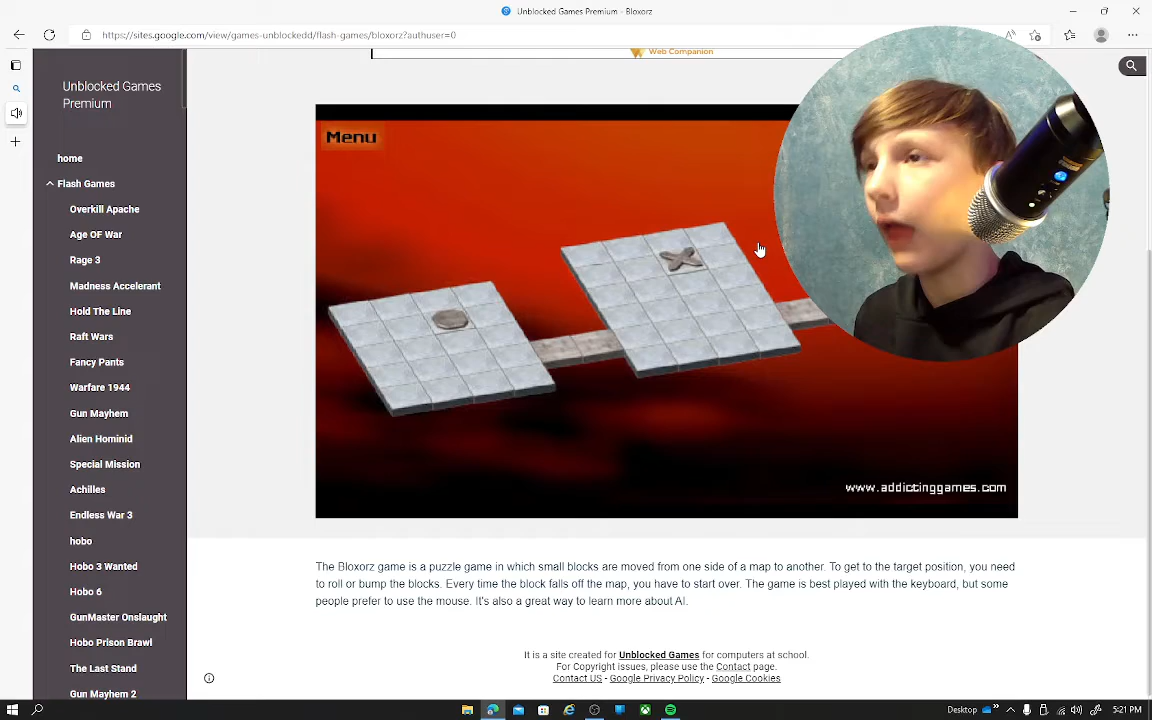 Unblocked Games Premium - Bloxorz
https://sites.google.com/view/games-unblockedd/flash-games/bloxorz?authuser=0
Web Companion
Unblocked Games
Premium
home
Flash Games
Overkill Apache
Age OF War
Rage 3
Madness Accelerant
Hold The Line
Raft Wars
Fancy Pants
Warfare 1944
Gun Mayhem
Alien Hominid
Special Mission
Achilles
Endless War 3
hobo
Hobo 3 Wanted
Hobo 6
GunMaster Onslaught
Hobo Prison Brawl
The Last Stand
Gun Mayhem 2
Menu
www.addictinggames.com
The Bloxorz game is a puzzle game in which small blocks are moved from one side of a map to another. To get to the target position, you need
to roll or bump the blocks. Every time the block falls off the map, you have to start over. The game is best played with the keyboard, but some
people prefer to use the mouse. It's also a great way to learn more about AI.
It is a site created for Unblocked Games for computers at school.
For Copyright issues, please use the Contact page.
Contact US - Google Privacy Policy - Google Cookies
Desktop
5:21 PM